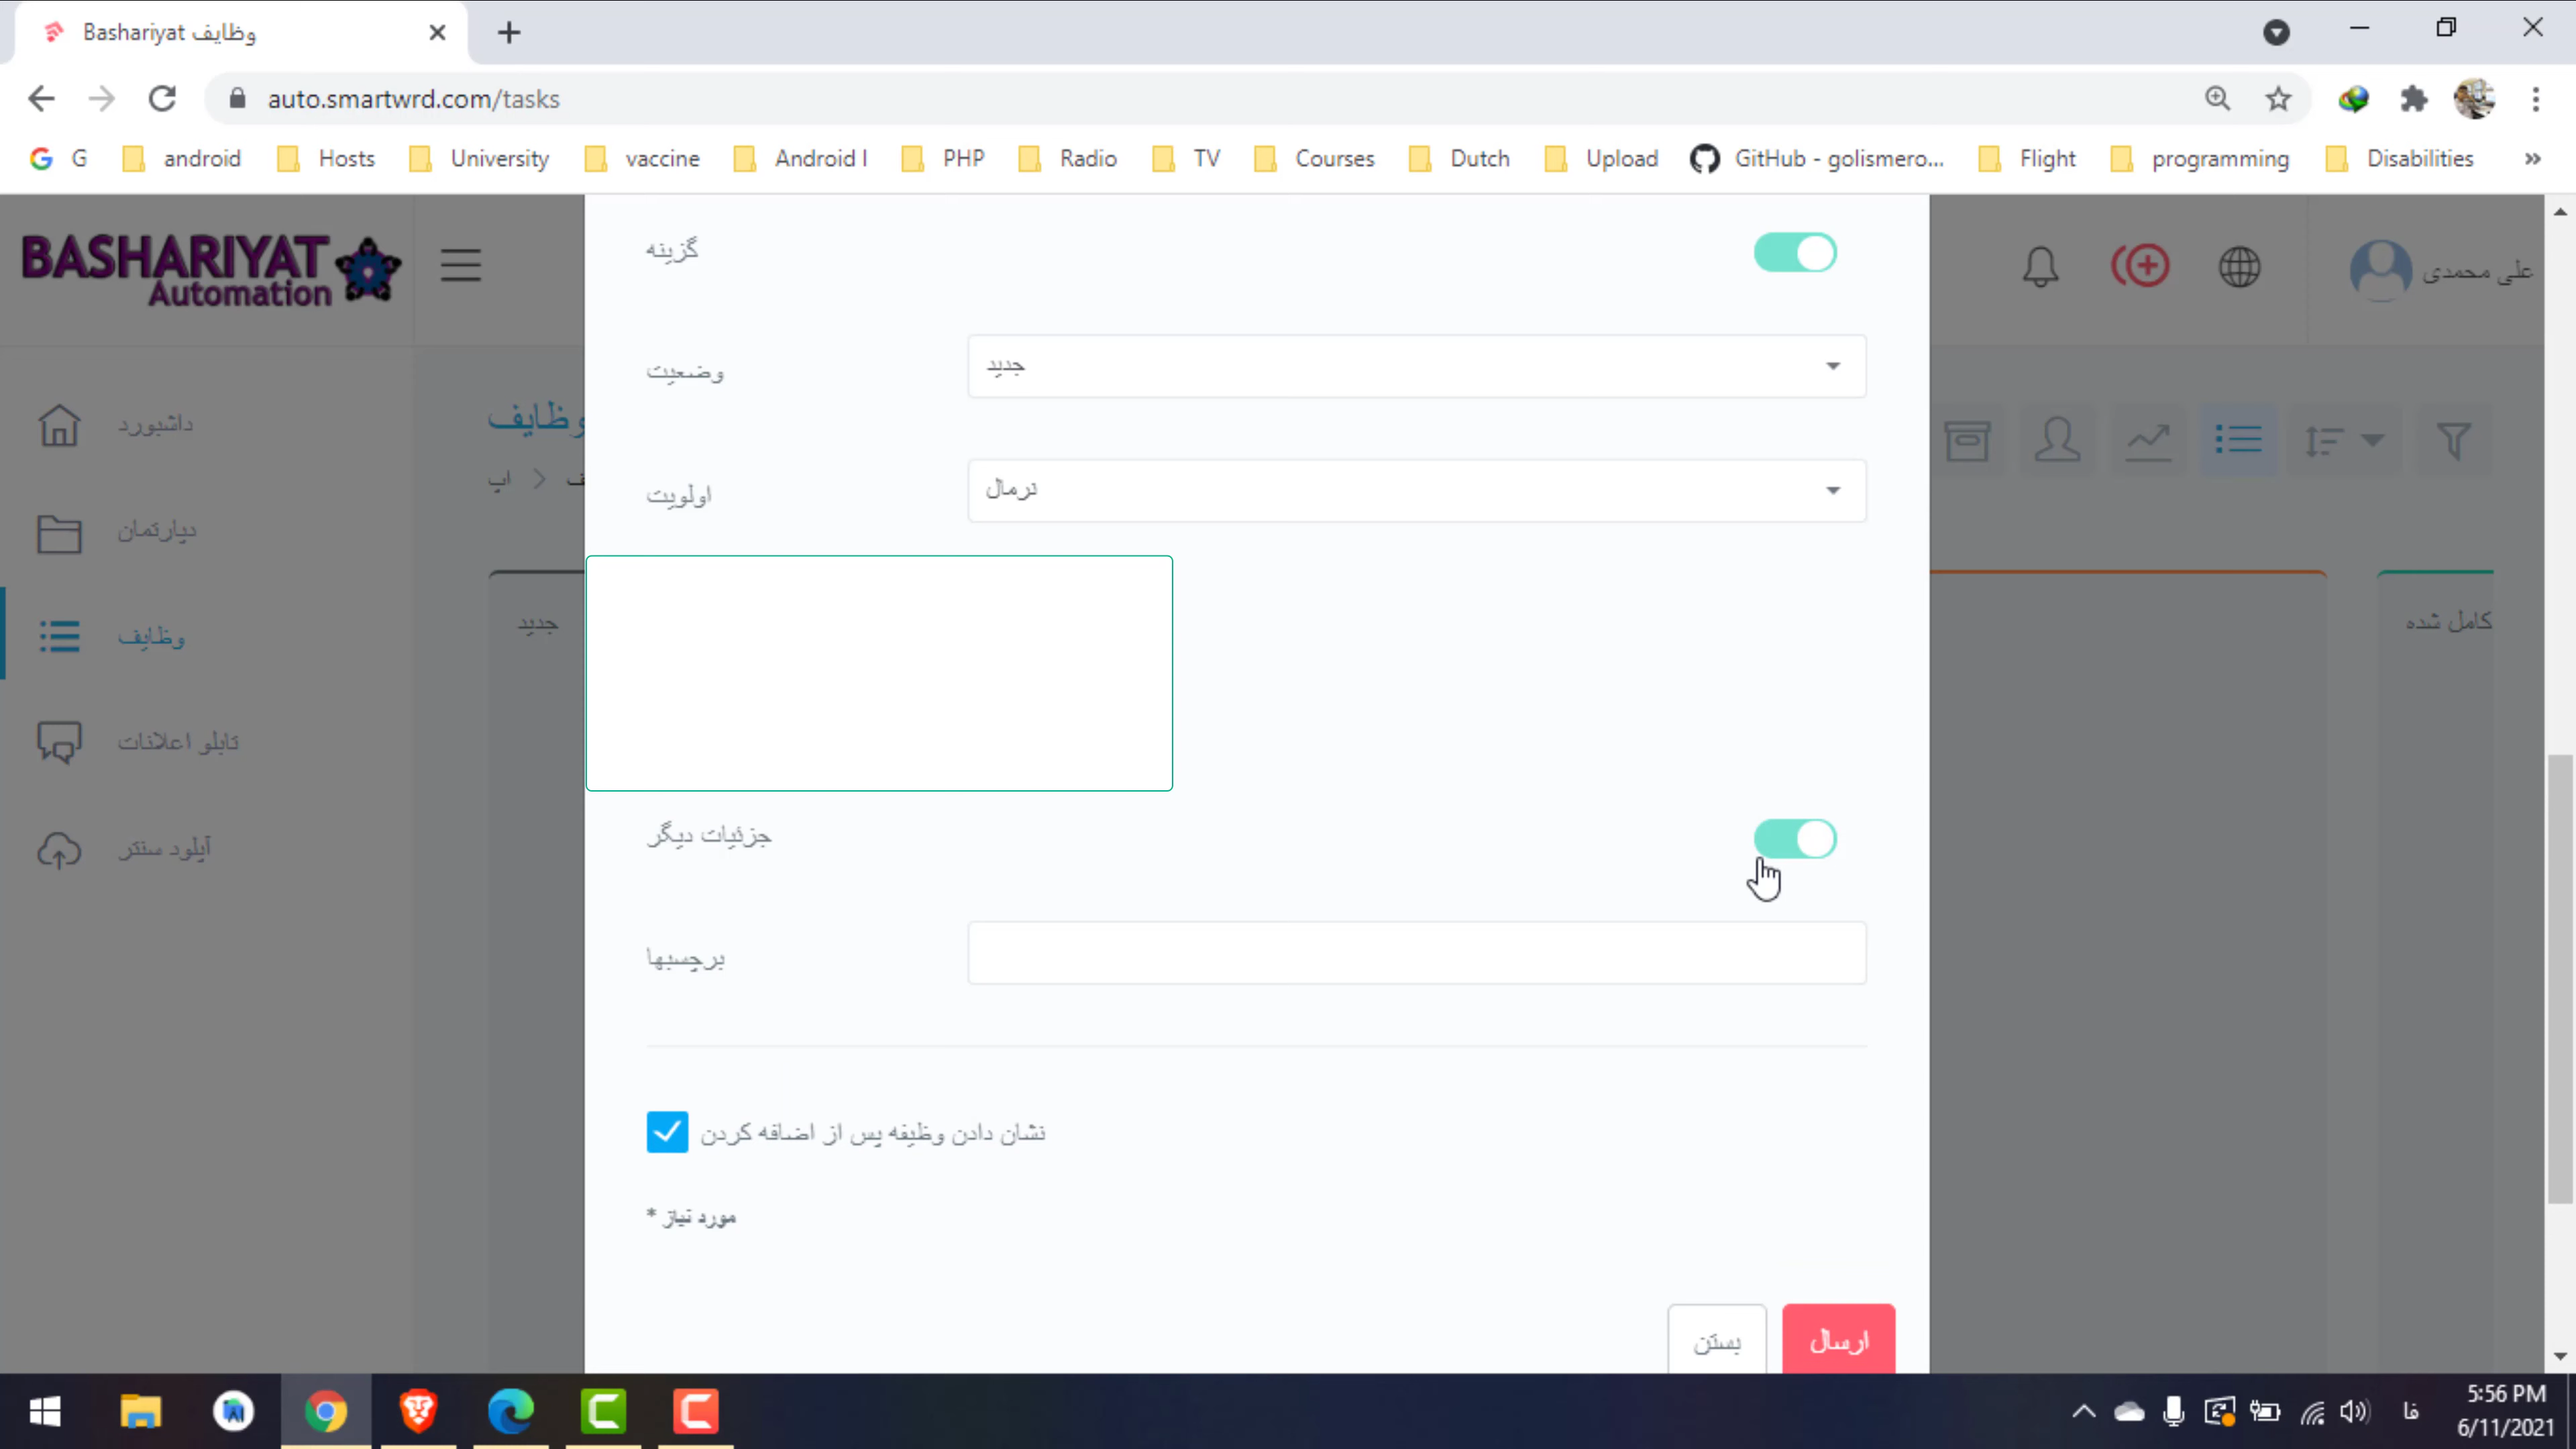 Bashariyat وظایف
auto.smartwrd.com/tasks
G
android
Hosts
University
vaccine
Android I
PHP
Radio
TV
Courses
Dutch
Upload
GitHub - golismero...
Flight
programming
Disabilities
»
BASHARIYAT
Automation
علی محمدی
داشبورد
دیپارتمان
وظایف
تابلو اعلانات
آپلود سنتر
وظایف
اپ
جدید
کامل شده
گزینه
وضعیت
جدید
اولویت
نرمال
جزئیات دیگر
برچسبها
نشان دادن وظیفه پس از اضافه کردن
* مورد نیاز
بستن
ارسال
فا
5:56 PM
6/11/2021